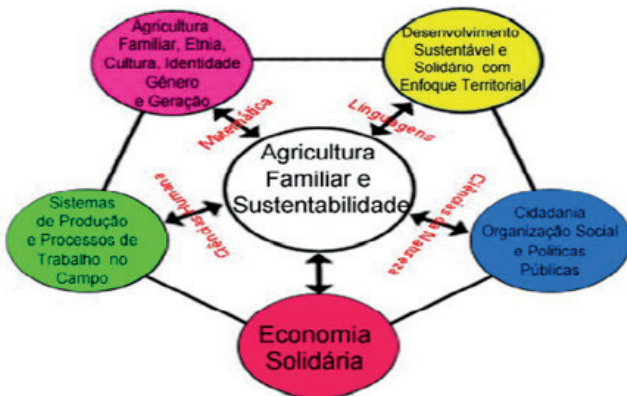 Agricultura
Familiar, Etnia,
Cultura, Identidade
Gênero
e Geração
Desenvolvimento
Sustentável e
Solidário com
Enfoque Territorial
Matemática
Linguagens
Agricultura
Familiar e
Sustentabilidade
Ciências Humana
Ciências da Natureza
Sistemas
de Produção
e Processos de
Trabalho no
Campo
Cidadania
Organização Social
e Políticas
Públicas
Economia
Solidária